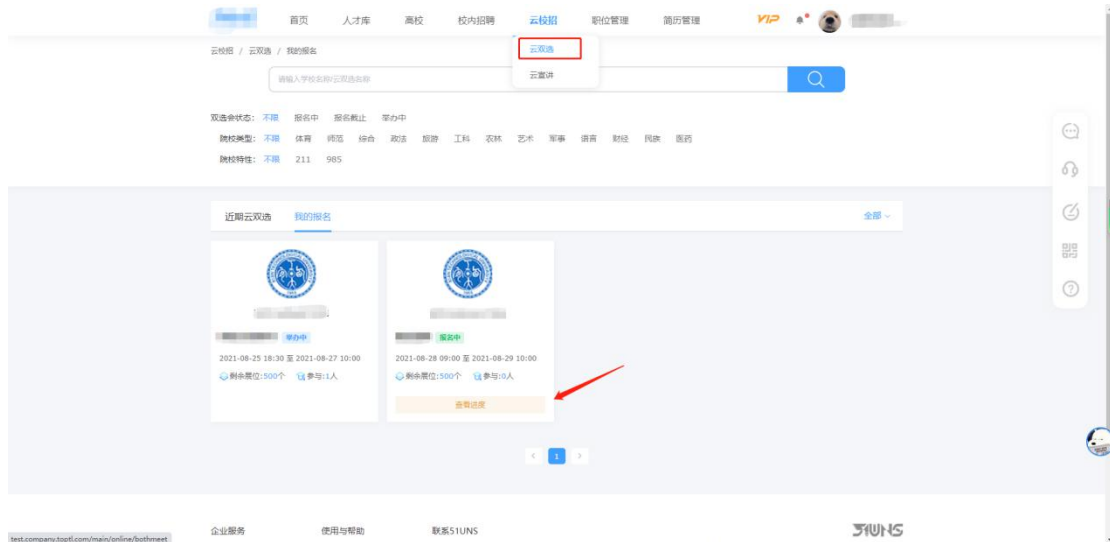 首页 人才库 高校 校内招聘 云校招 职位管理 简历管理 VIP
云校招 / 云双选 / 我的报名
云双选
请输入学校名称/云双选名称
云宣讲
双选会状态: 不限 报名中 报名截止 举办中
院校类型: 不限 体育 师范 综合 政法 旅游 工科 农林 艺术 军事 语言 财经 民族 医药
院校特性: 不限 211 985
近期云双选 我的报名 全部
举办中
2021-08-25 18:30 至 2021-08-27 10:00
剩余展位:500个 参与:1人
报名中
2021-08-28 09:00 至 2021-08-29 10:00
剩余展位:500个 参与:0人
查看进度
1
企业服务 使用与帮助 联系51UNS
51UNS
test.company.toptl.com/main/online/bothmeet